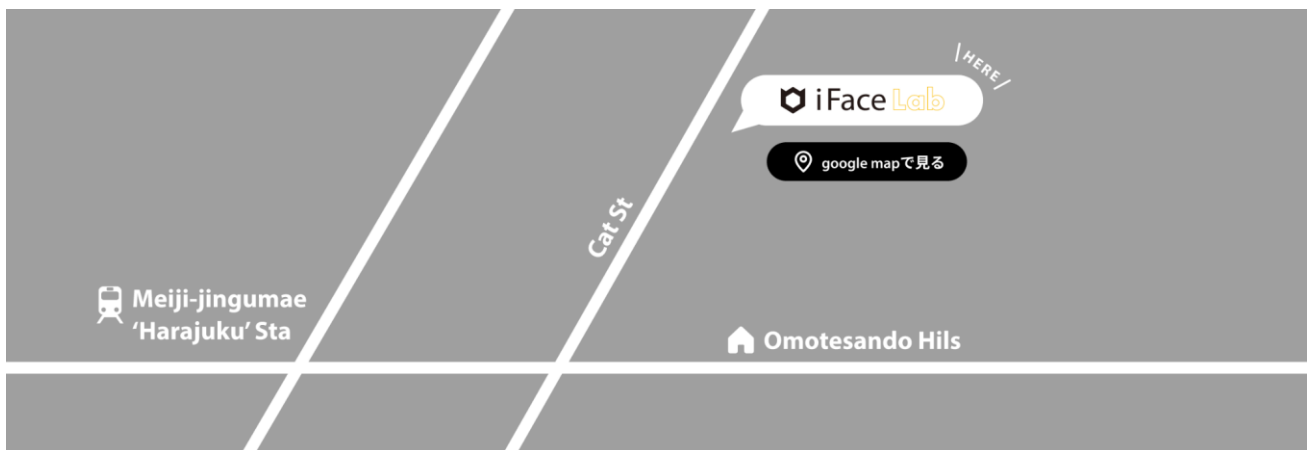 \HERE/
iFace Lab
google mapで見る
Cat St
Meiji-jingumae
‘Harajuku’ Sta
Omotesando Hils